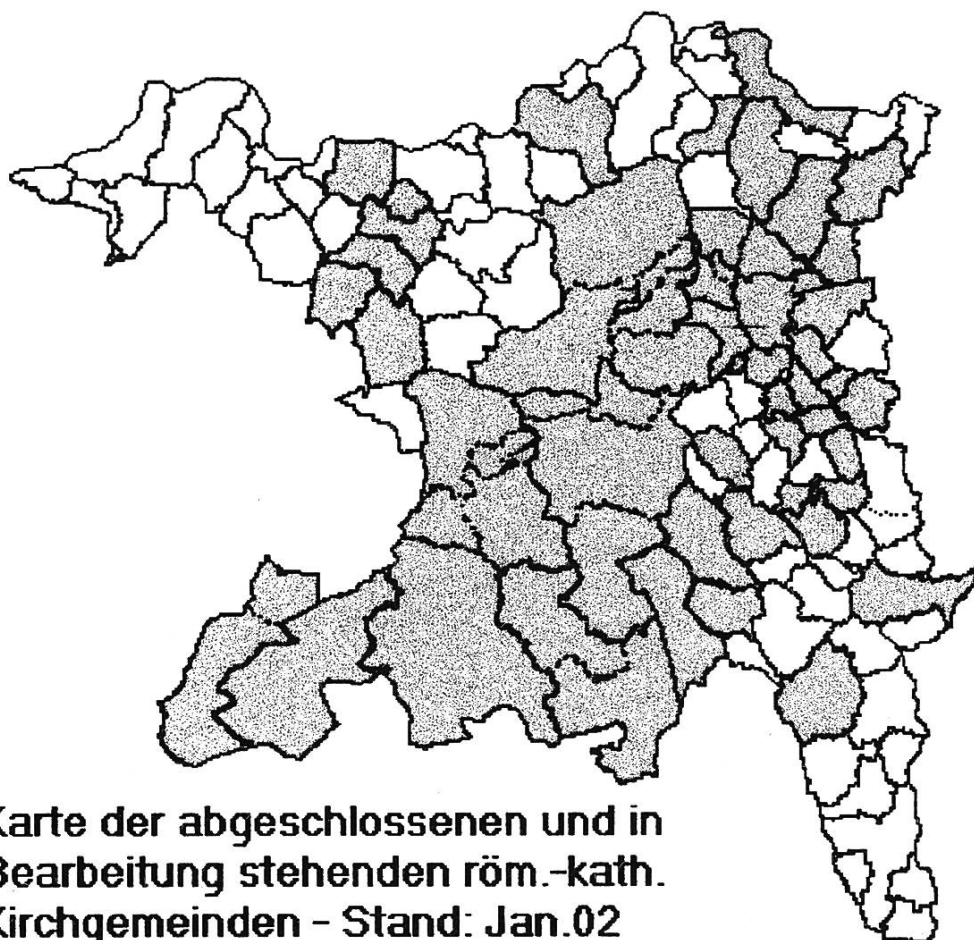 Karte der abgeschlossenen und in
Bearbeitung stehenden röm.-kath.
Kirchgemeinden - Stand: Jan.02